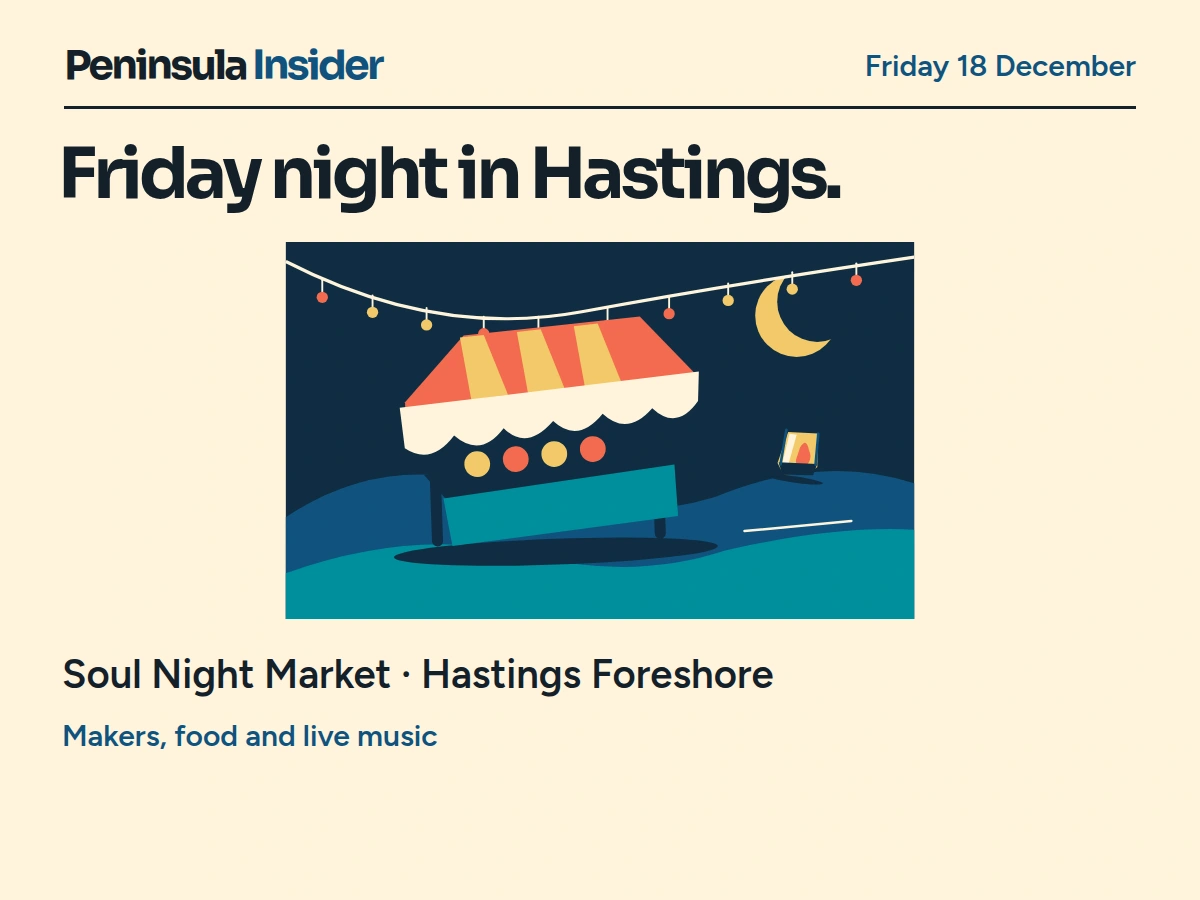 Peninsula Insider
Friday 18 December
Friday night in Hastings.
Soul Night Market · Hastings Foreshore
Makers, food and live music